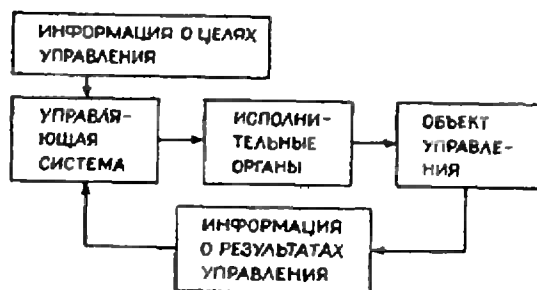 ИНФОРМАЦИЯ О ЦЕЛЯХ
УПРАВЛЕНИЯ
УПРАВЛЯ-
ЮЩАЯ
СИСТЕМА
ИСПОЛНИ-
ТЕЛЬНЫЕ
ОРГАНЫ
ОБЪЕКТ
УПРАВЛЕ-
НИЯ
ИНФОРМАЦИЯ
О РЕЗУЛЬТАТАХ
УПРАВЛЕНИЯ